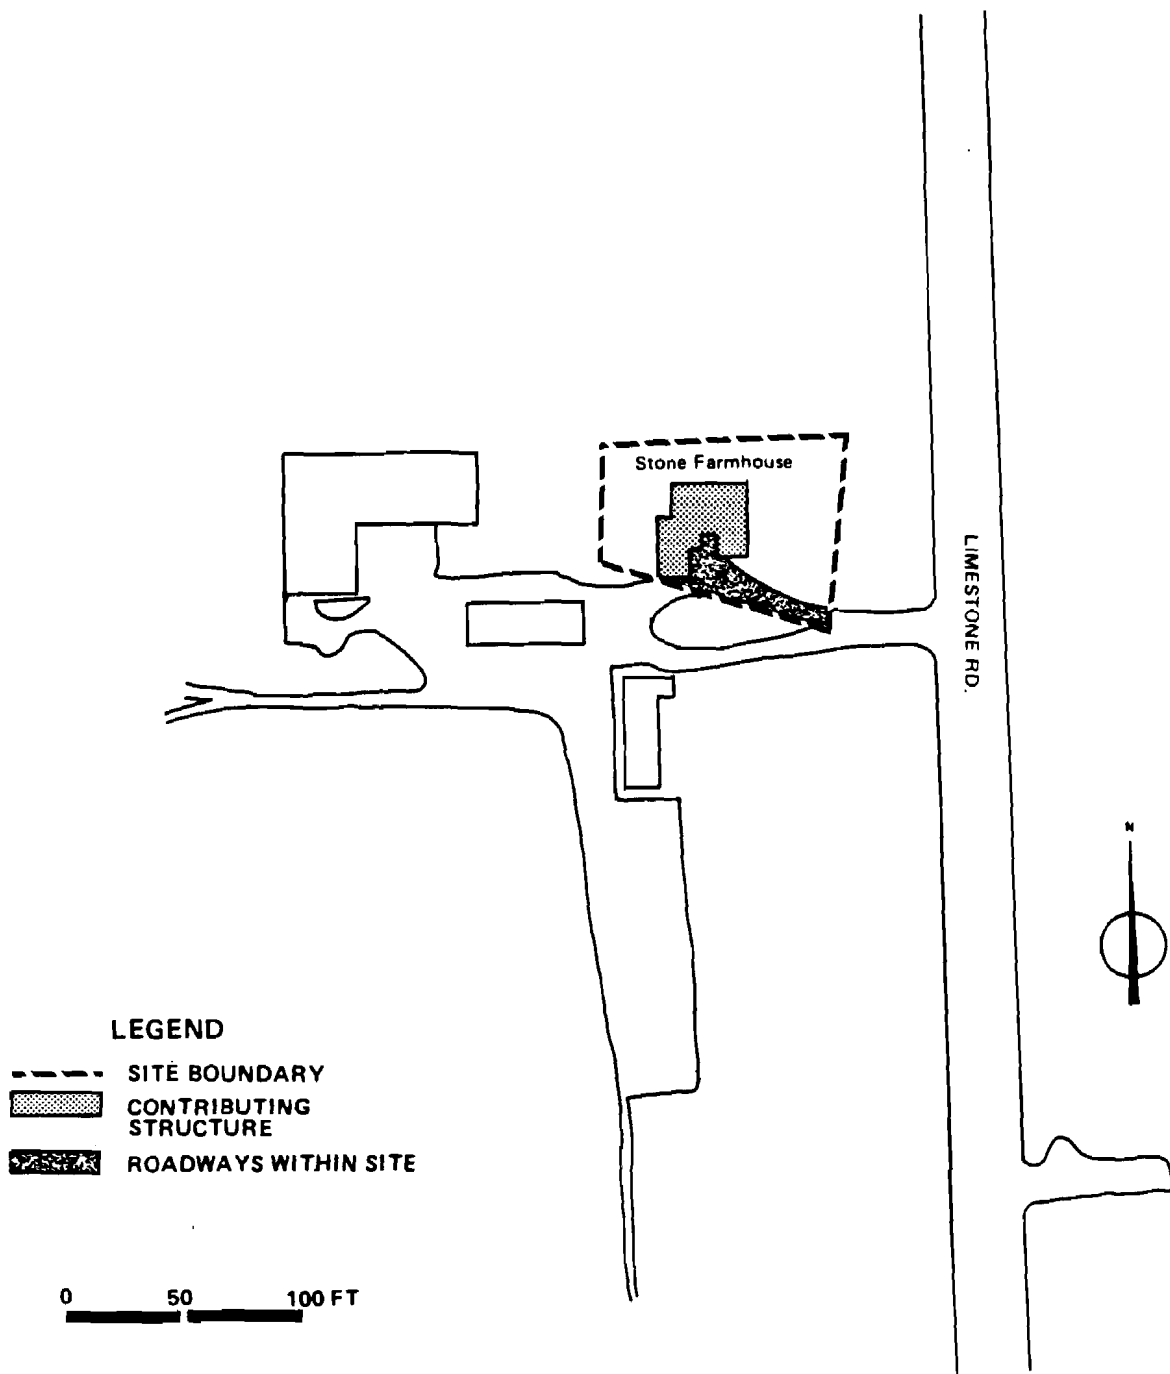 Stone Farmhouse
LIMESTONE RD.
N
LEGEND
SITE BOUNDARY
CONTRIBUTING
STRUCTURE
ROADWAYS WITHIN SITE
0 50 100 FT